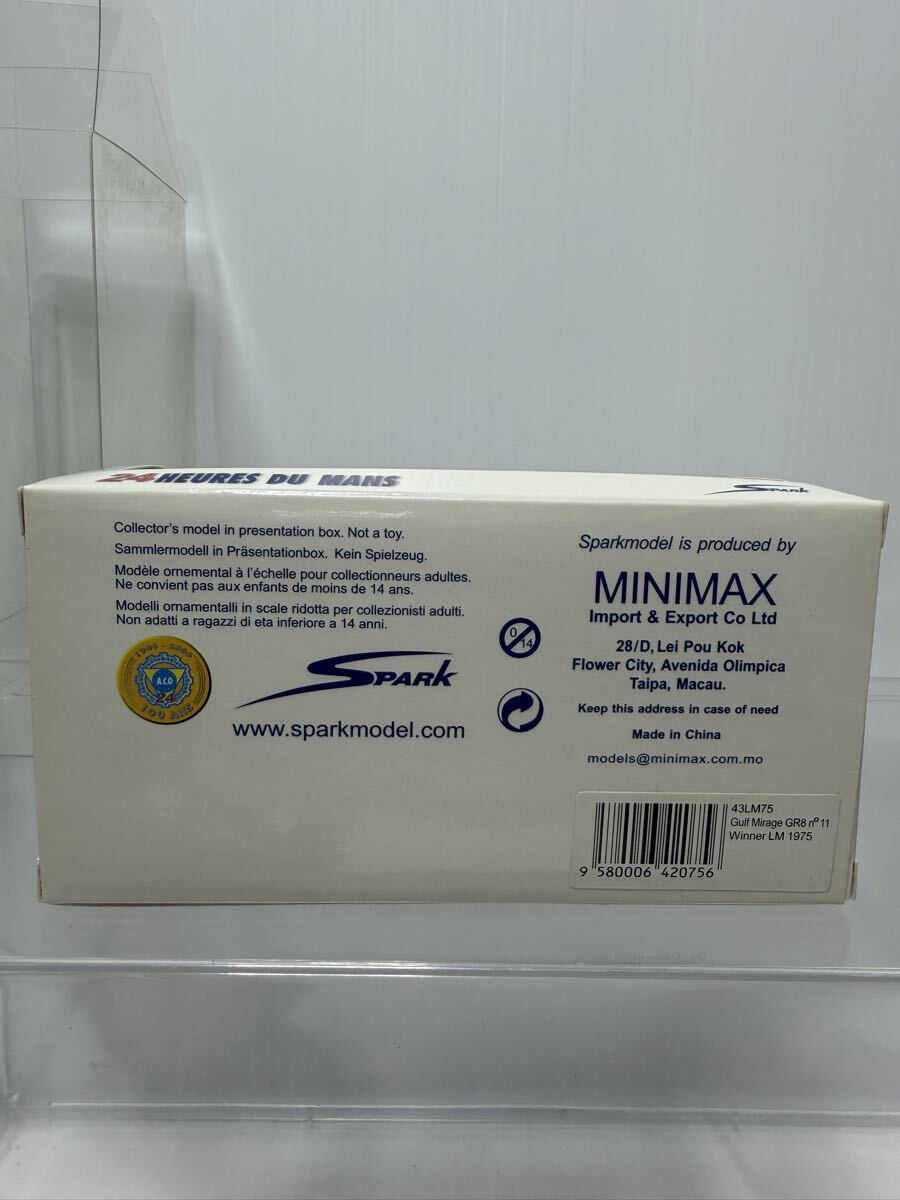 24 HEURES DU MANS
SPARK
Collector's model in presentation box. Not a toy.
Sammlermodell in Präsentationbox. Kein Spielzeug.
Modèle ornemental à l'échelle pour collectionneurs adultes.
Ne convient pas aux enfants de moins de 14 ans.
Modelli ornamentalli in scale ridotta per collezionisti adulti.
Non adatti a ragazzi di eta inferiore a 14 anni.
1906 - 2006
A.C.O
24
100 ANS
SPARK
www.sparkmodel.com
0/14
Sparkmodel is produced by
MINIMAX
Import & Export Co Ltd
28/D, Lei Pou Kok
Flower City, Avenida Olimpica
Taipa, Macau.
Keep this address in case of need
Made in China
models@minimax.com.mo
43LM75
Gulf Mirage GR8 nº11
Winner LM 1975
9 580006 420756